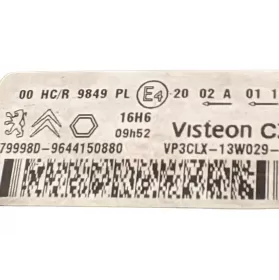 00 HC/R 9849 PL E4 20 02 A 01 1
16H6
09h52 Visteon C
79998D-9644150880 VP3CLX-13W029-